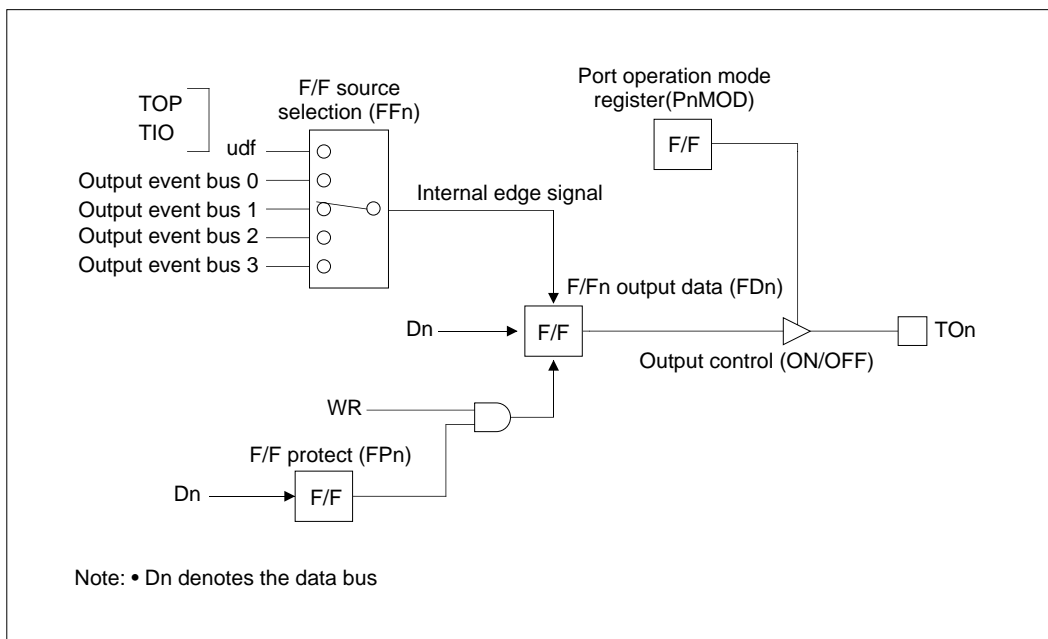 TOP
TIO
F/F source
selection (FFn)
udf
Output event bus 0
Output event bus 1
Output event bus 2
Output event bus 3
Internal edge signal
Port operation mode
register(PnMOD)
F/F
F/Fn output data (FDn)
Dn
F/F
TOn
Output control (ON/OFF)
WR
F/F protect (FPn)
Dn
F/F
Note: • Dn denotes the data bus